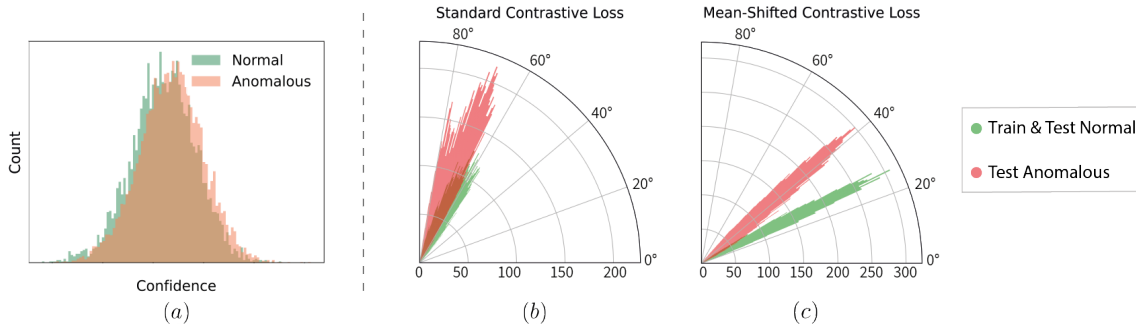 Normal
Anomalous
Count
Confidence
(a)
Standard Contrastive Loss
80°
60°
40°
20°
0°
0 50 100 150 200
(b)
Mean-Shifted Contrastive Loss
80°
60°
40°
20°
0°
0 50 100 150 200 250 300
(c)
Train & Test Normal
Test Anomalous